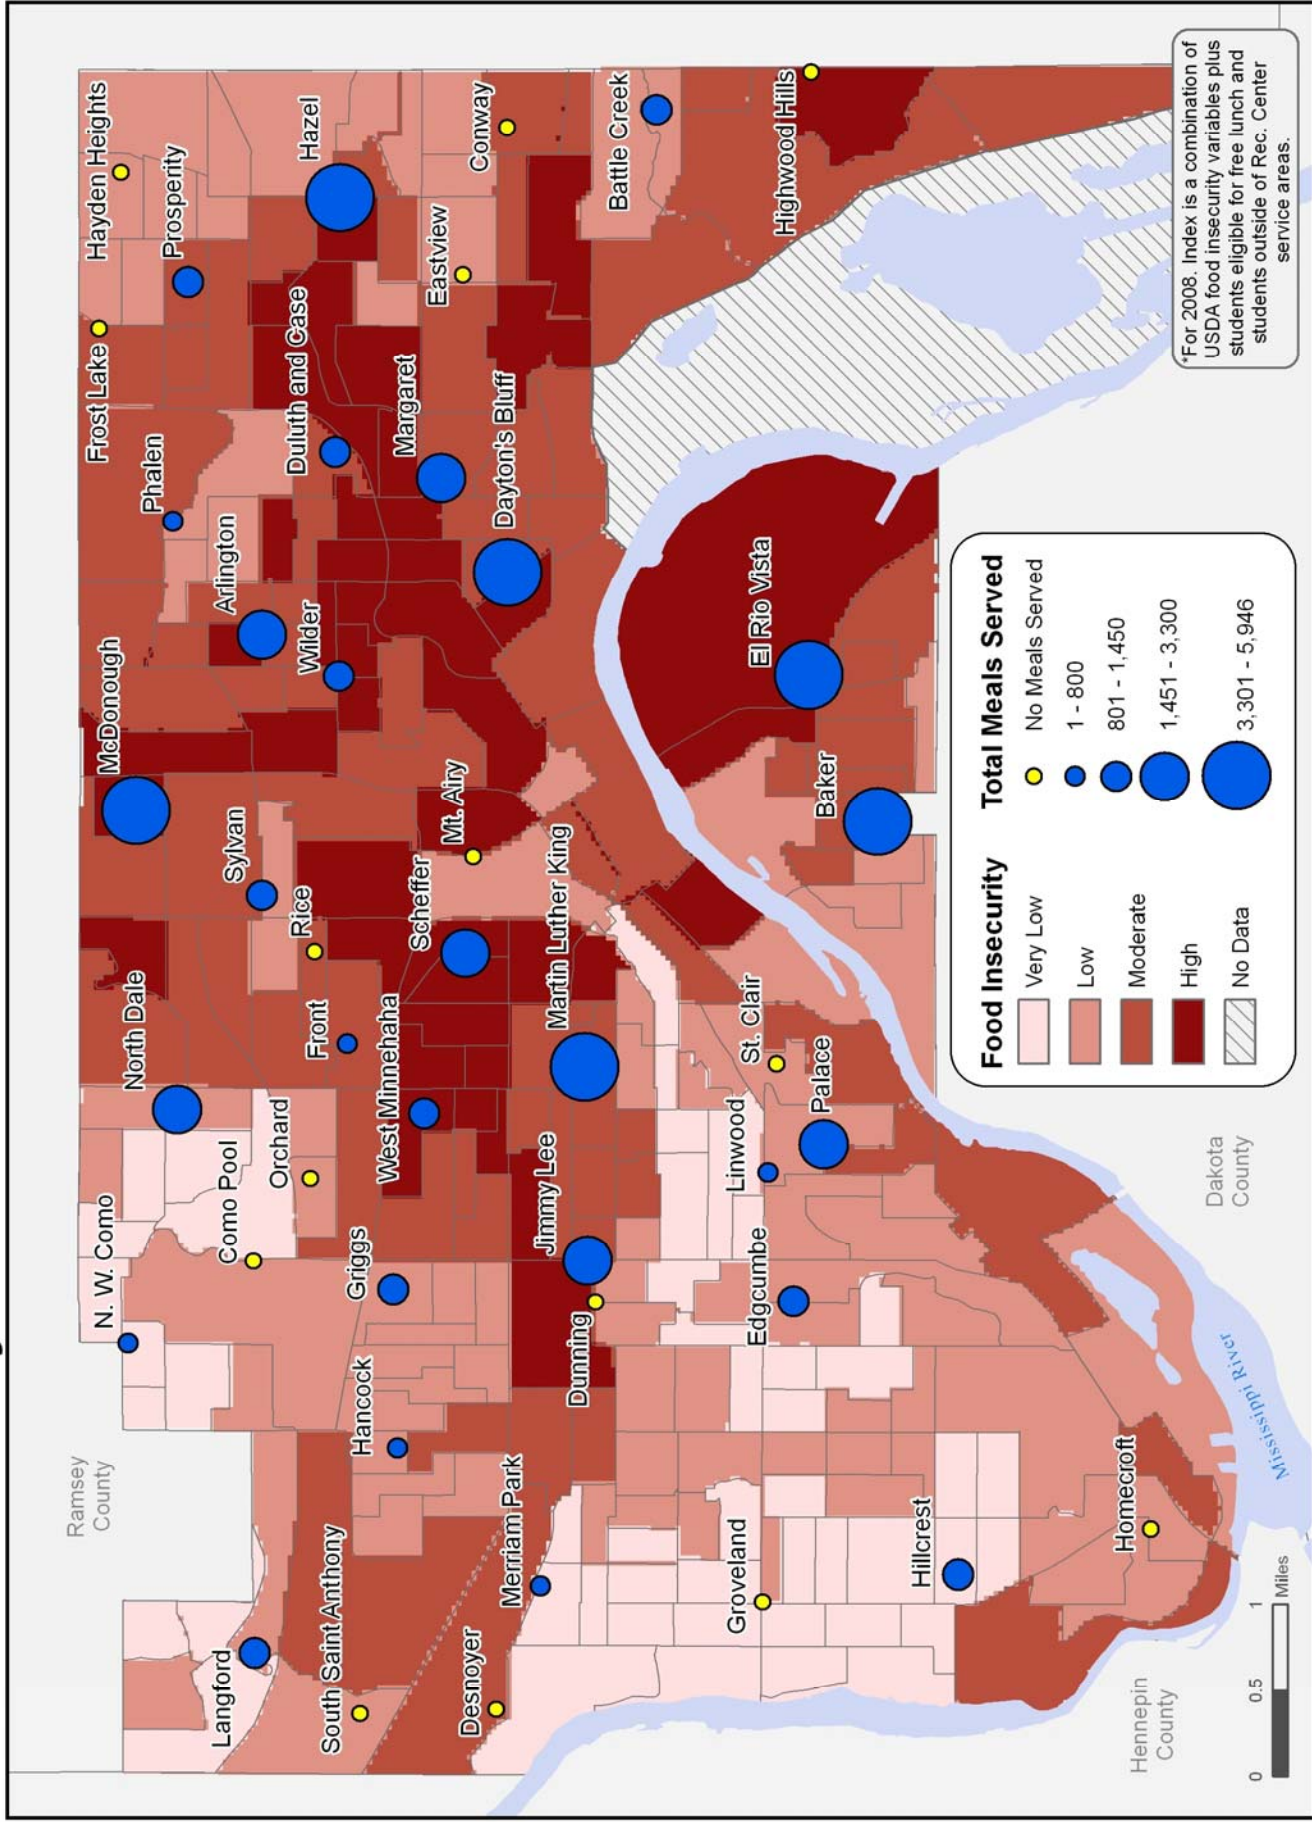 Ramsey
County
Hennepin
County
Dakota
County
Mississippi River
Langford
South Saint Anthony
Desnoyer
Merriam Park
Hancock
Groveland
Hillcrest
Homecroft
N. W. Como
Como Pool
Griggs
Orchard
Dunning
Jimmy Lee
Edgcumbe
Linwood
Palace
St. Clair
North Dale
West Minnehaha
Front
Rice
Sylvan
Scheffer
Martin Luther King
Mt. Airy
McDonough
Wilder
Arlington
Phalen
Baker
El Rio Vista
Dayton's Bluff
Margaret
Duluth and Case
Frost Lake
Hayden Heights
Prosperity
Hazel
Eastview
Conway
Battle Creek
Highwood Hills
*For 2008. Index is a combination of
USDA food insecurity variables plus
students eligible for free lunch and
students outside of Rec. Center
service areas.
Food Insecurity
Very Low
Low
Moderate
High
No Data
Total Meals Served
No Meals Served
1 - 800
801 - 1,450
1,451 - 3,300
3,301 - 5,946
0 0.5 1
Miles